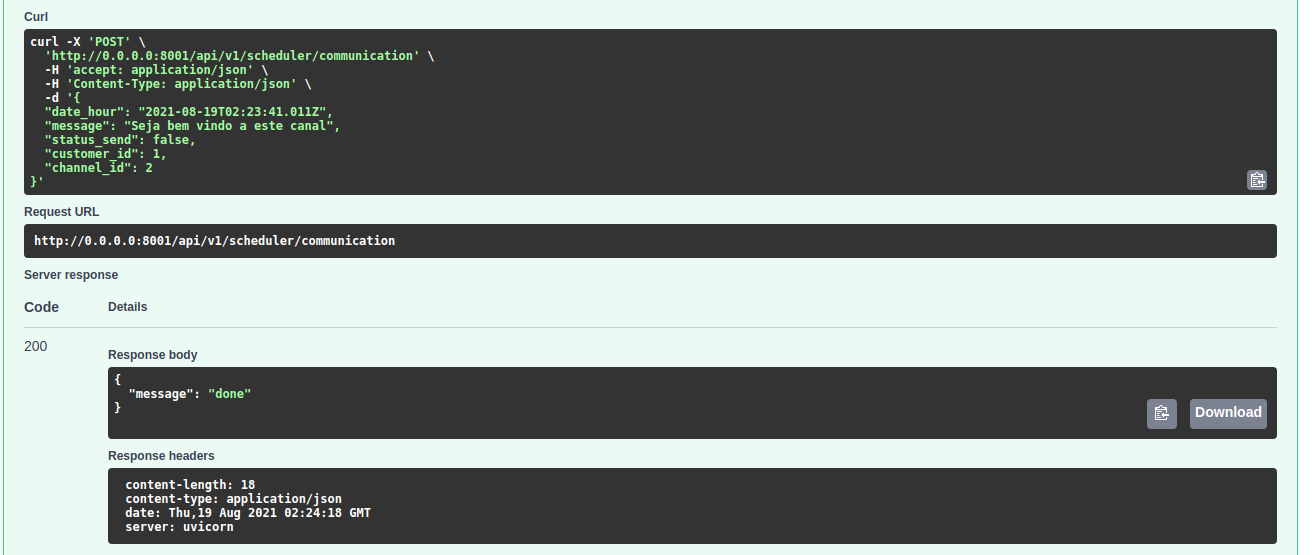 Curl
curl -X 'POST' \
  'http://0.0.0.0:8001/api/v1/scheduler/communication' \
  -H 'accept: application/json' \
  -H 'Content-Type: application/json' \
  -d '{
  "date_hour": "2021-08-19T02:23:41.011Z",
  "message": "Seja bem vindo a este canal",
  "status_send": false,
  "customer_id": 1,
  "channel_id": 2
}'
Request URL
http://0.0.0.0:8001/api/v1/scheduler/communication
Server response
Code Details
200
Response body
{
  "message": "done"
}
Download
Response headers
content-length: 18
content-type: application/json
date: Thu,19 Aug 2021 02:24:18 GMT
server: uvicorn